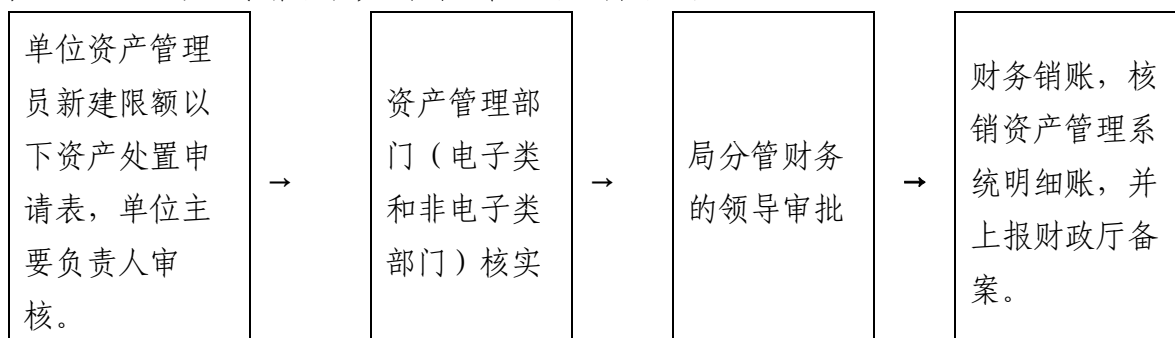 单位资产管理
员新建限额以
下资产处置申
请表，单位主
要负责人审
核。
→
资产管理部
门（电子类
和非电子类
部门）核实
→
局分管财务
的领导审批
→
财务销账，核
销资产管理系
统明细账，并
上报财政厅备
案。